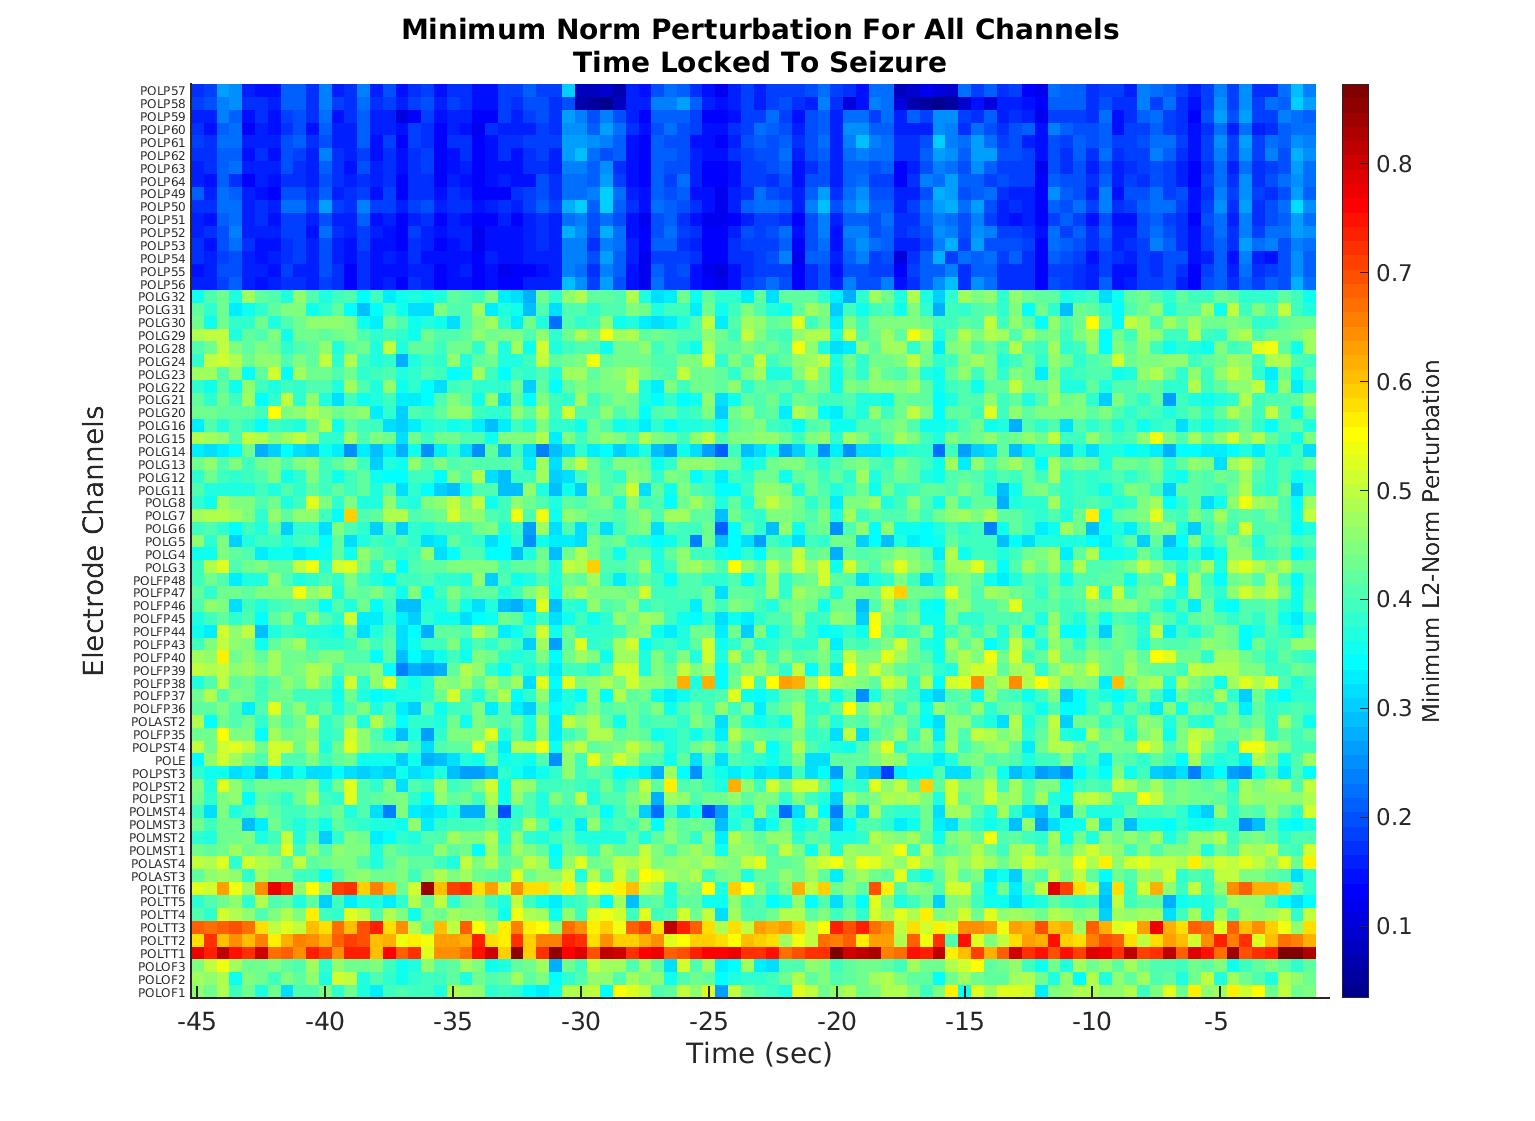 Minimum Norm Perturbation For All Channels
Time Locked To Seizure
POLP57
POLP58
POLP59
POLP60
POLP61
POLP62
POLP63
POLP64
POLP49
POLP50
POLP51
POLP52
POLP53
POLP54
POLP55
POLP56
POLG32
POLG31
POLG30
POLG29
POLG28
POLG24
POLG23
POLG22
POLG21
POLG20
POLG16
POLG15
POLG14
POLG13
POLG12
POLG11
POLG8
POLG7
POLG6
POLG5
POLG4
POLG3
POLFP48
POLFP47
POLFP46
POLFP45
POLFP44
POLFP43
POLFP40
POLFP39
POLFP38
POLFP37
POLFP36
POLAST2
POLFP35
POLPST4
POLE
POLPST3
POLPST2
POLPST1
POLMST4
POLMST3
POLMST2
POLMST1
POLAST4
POLAST3
POLTT6
POLTT5
POLTT4
POLTT3
POLTT2
POLTT1
POLOF3
POLOF2
POLOF1
Electrode Channels
-45 -40 -35 -30 -25 -20 -15 -10 -5
Time (sec)
0.8
0.7
0.6
0.5
0.4
0.3
0.2
0.1
Minimum L2-Norm Perturbation